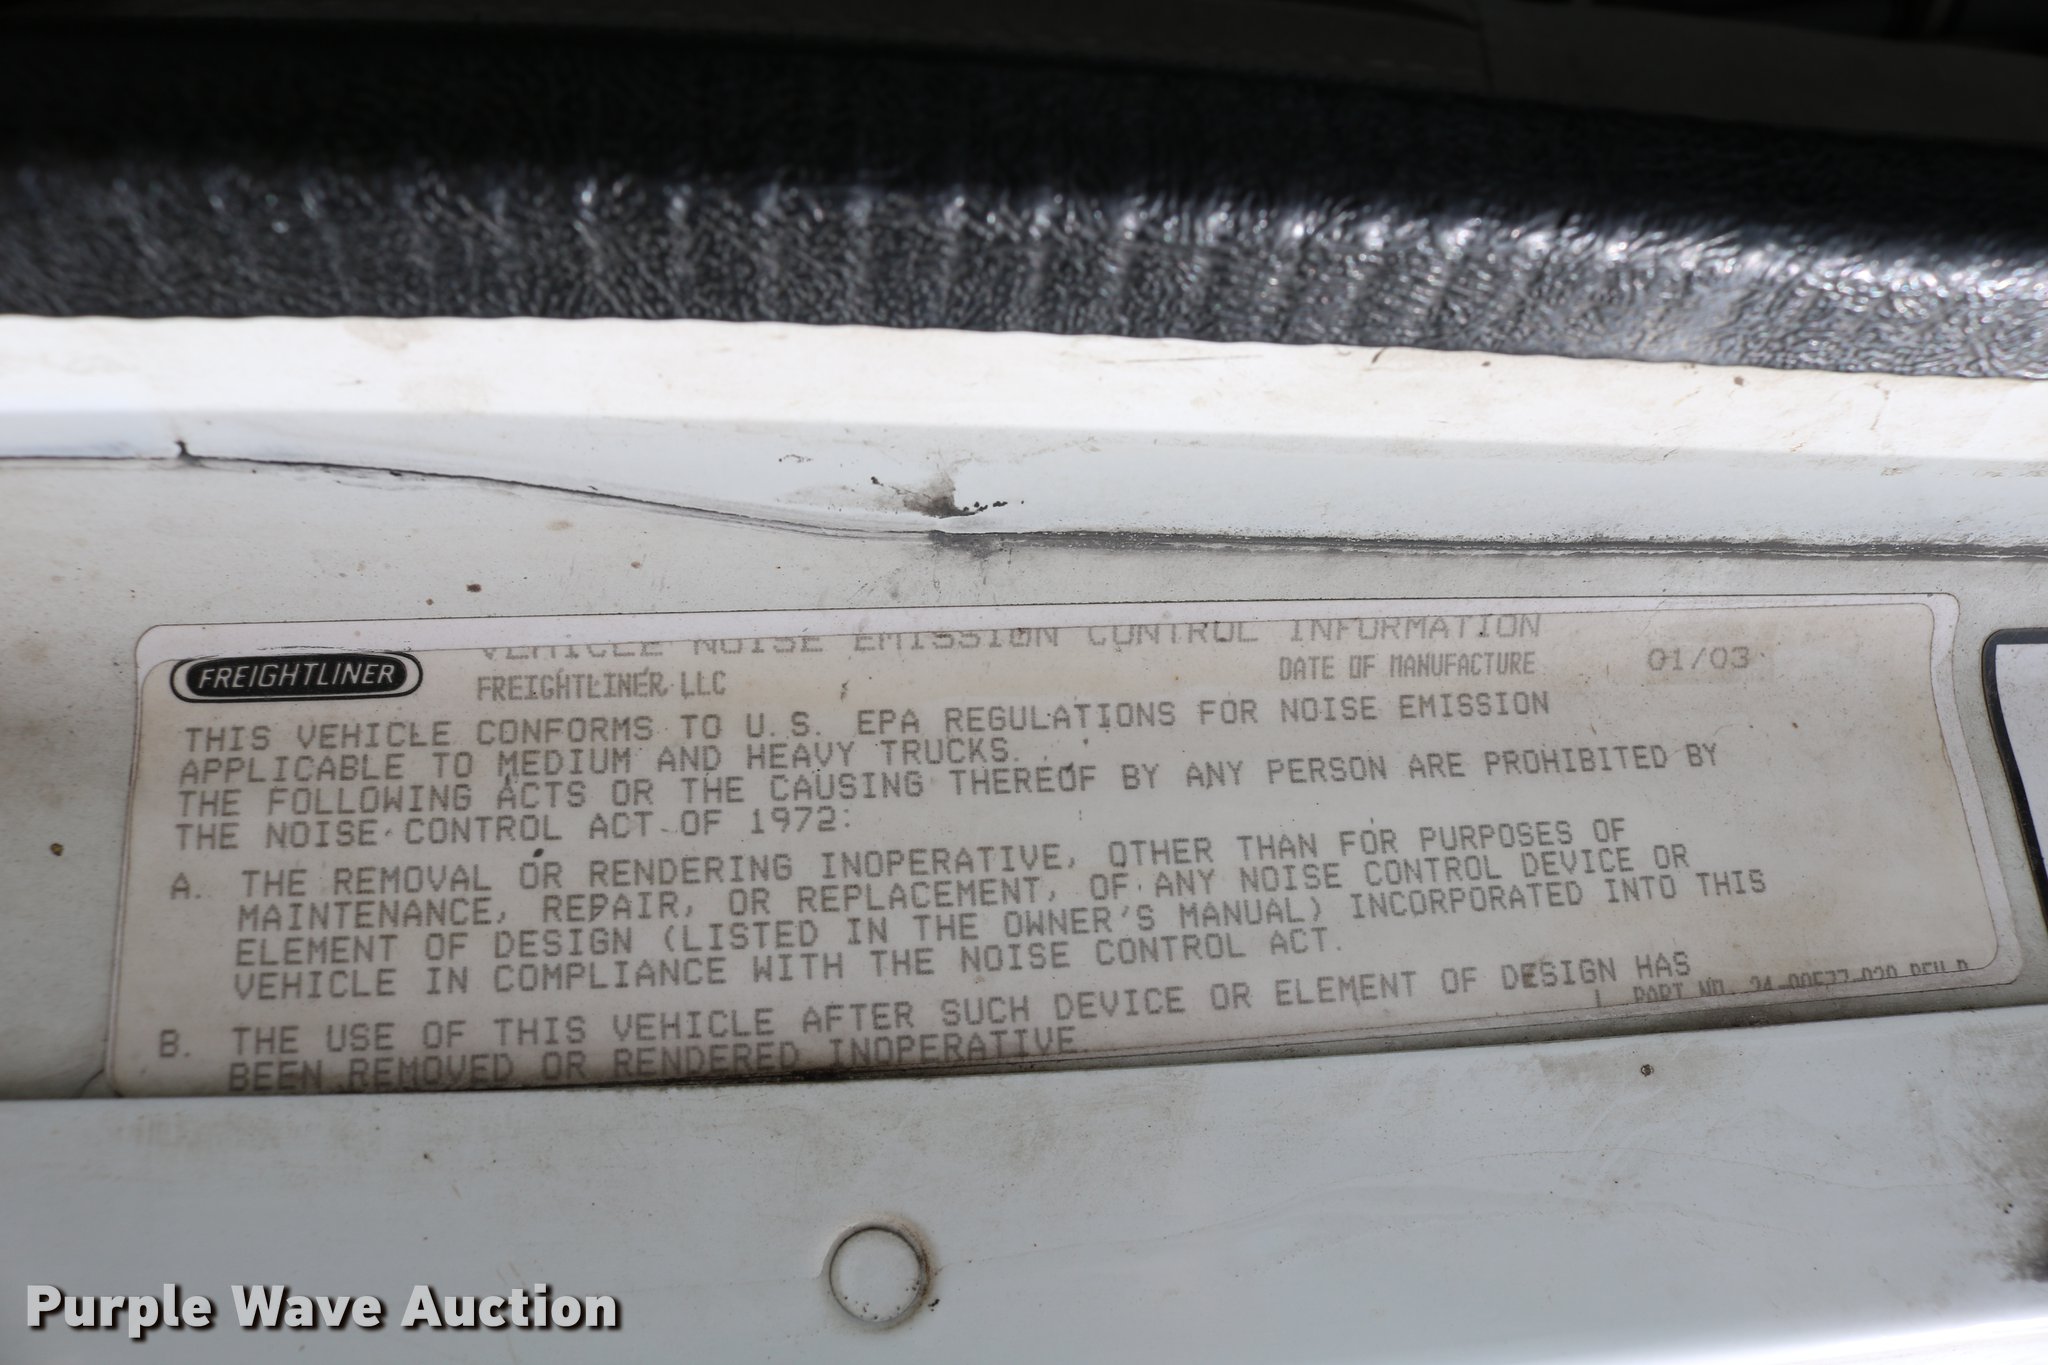 VEHICLE NOISE EMISSION CONTROL INFORMATION
FREIGHTLINER
FREIGHTLINER LLC DATE OF MANUFACTURE 01/03
THIS VEHICLE CONFORMS TO U.S. EPA REGULATIONS FOR NOISE EMISSION
APPLICABLE TO MEDIUM AND HEAVY TRUCKS.
THE FOLLOWING ACTS OR THE CAUSING THEREOF BY ANY PERSON ARE PROHIBITED BY
THE NOISE CONTROL ACT OF 1972:
A. THE REMOVAL OR RENDERING INOPERATIVE, OTHER THAN FOR PURPOSES OF
MAINTENANCE, REPAIR, OR REPLACEMENT, OF ANY NOISE CONTROL DEVICE OR
ELEMENT OF DESIGN (LISTED IN THE OWNER'S MANUAL) INCORPORATED INTO THIS
VEHICLE IN COMPLIANCE WITH THE NOISE CONTROL ACT.
B. THE USE OF THIS VEHICLE AFTER SUCH DEVICE OR ELEMENT OF DESIGN HAS
BEEN REMOVED OR RENDERED INOPERATIVE.
PART NO.
Purple Wave Auction